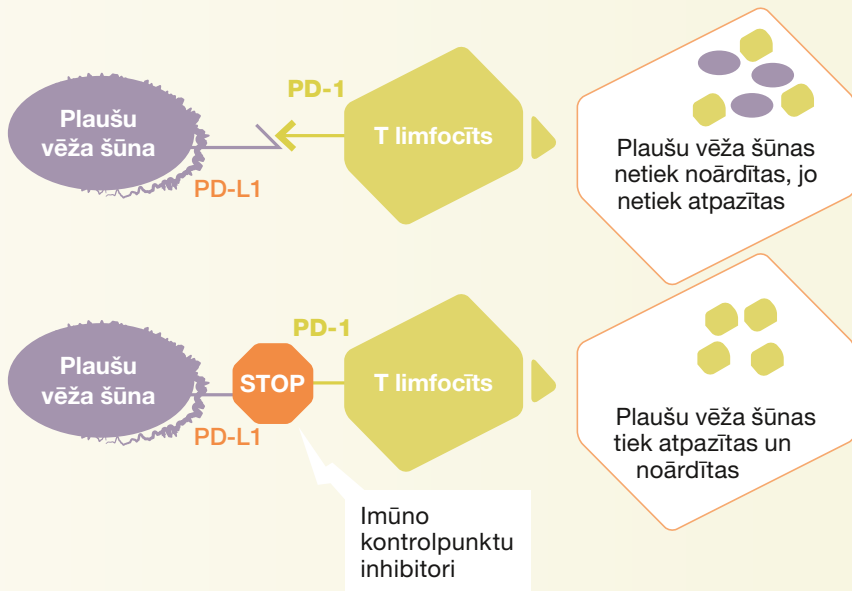 Plaušu
vēža šūna
PD-L1
PD-1
T limfocīts
Plaušu vēža šūnas
netiek noārdītas, jo
netiek atpazītas
Plaušu
vēža šūna
PD-L1
STOP
PD-1
T limfocīts
Plaušu vēža šūnas
tiek atpazītas un
noārdītas
Imūno
kontrolpunktu
inhibitori